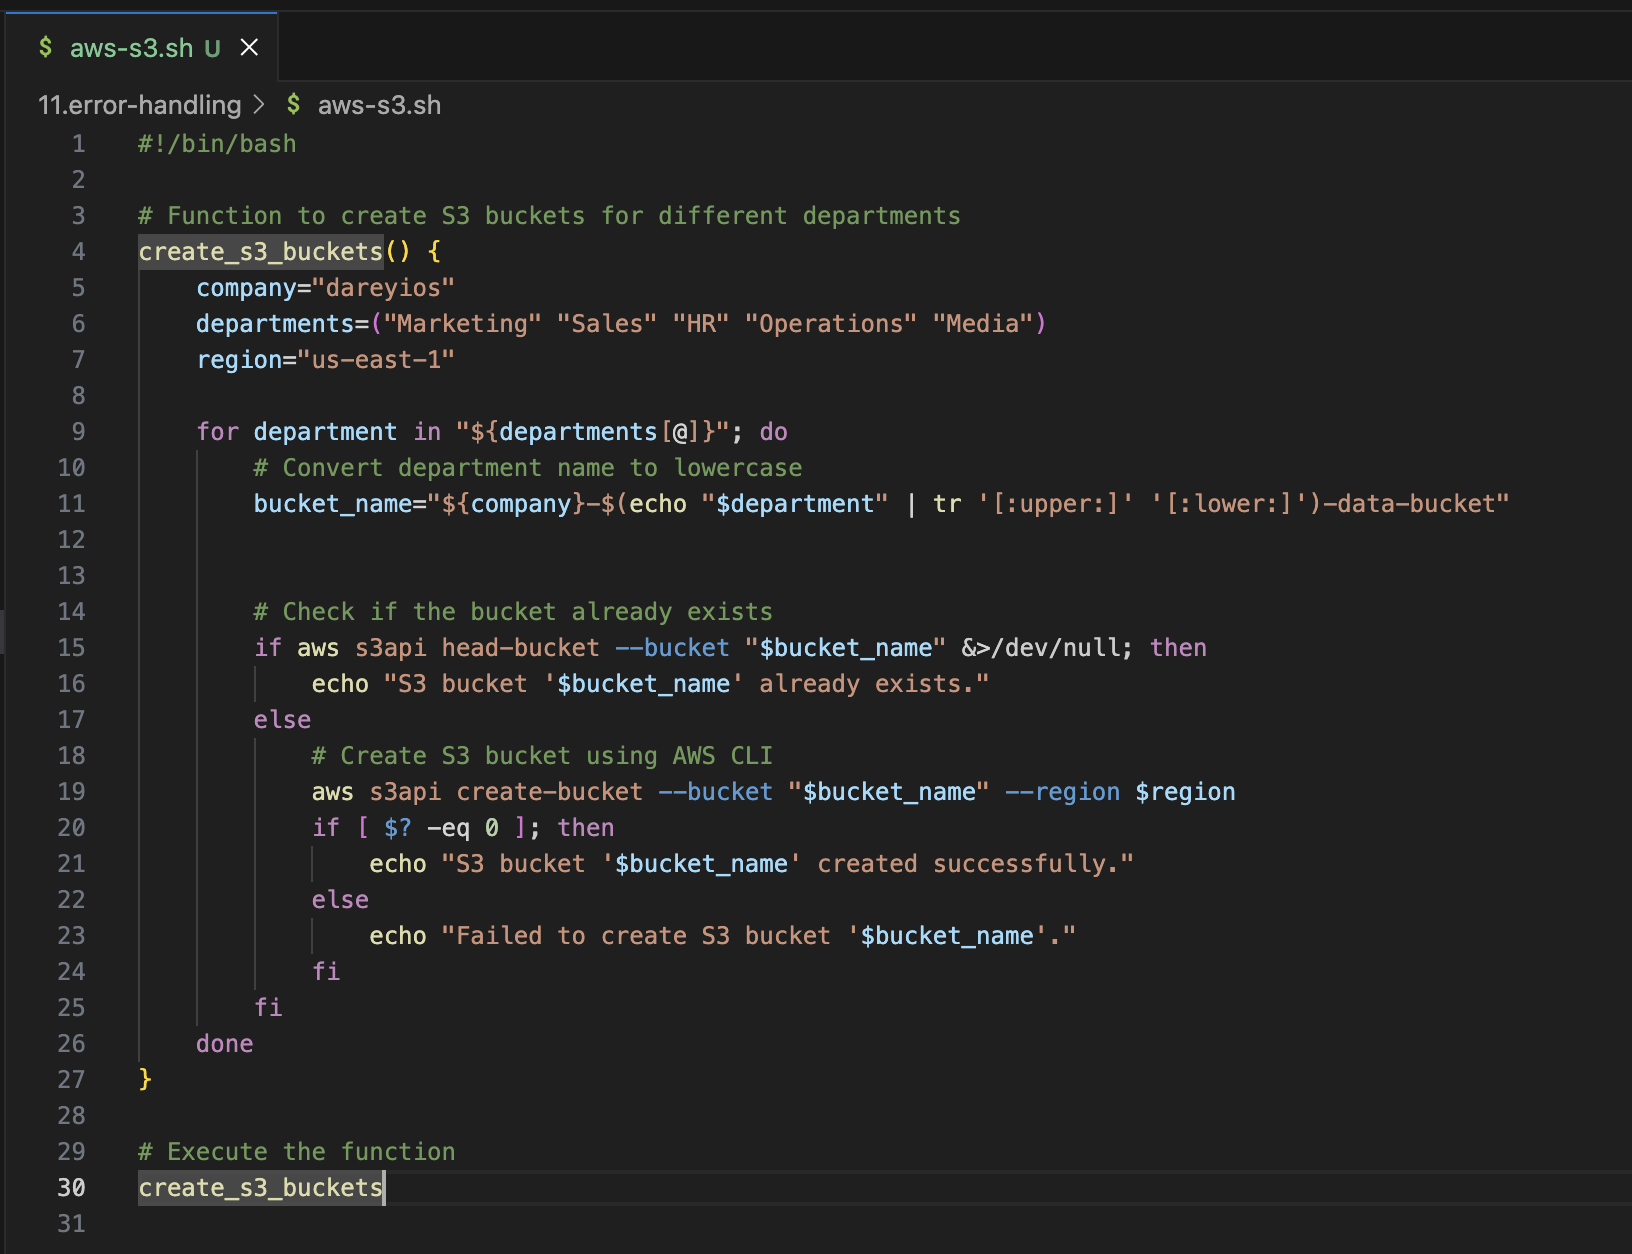 $ aws-s3.sh U ×
11.error-handling > $ aws-s3.sh
1 #!/bin/bash
2
3 # Function to create S3 buckets for different departments
4 create_s3_buckets() {
5     company="dareyios"
6     departments=("Marketing" "Sales" "HR" "Operations" "Media")
7     region="us-east-1"
8
9     for department in "${departments[@]}"; do
10         # Convert department name to lowercase
11         bucket_name="${company}-$(echo "$department" | tr '[:upper:]' '[:lower:]')-data-bucket"
12
13
14         # Check if the bucket already exists
15         if aws s3api head-bucket --bucket "$bucket_name" &>/dev/null; then
16             echo "S3 bucket '$bucket_name' already exists."
17         else
18             # Create S3 bucket using AWS CLI
19             aws s3api create-bucket --bucket "$bucket_name" --region $region
20             if [ $? -eq 0 ]; then
21                 echo "S3 bucket '$bucket_name' created successfully."
22             else
23                 echo "Failed to create S3 bucket '$bucket_name'."
24             fi
25         fi
26     done
27 }
28
29 # Execute the function
30 create_s3_buckets
31